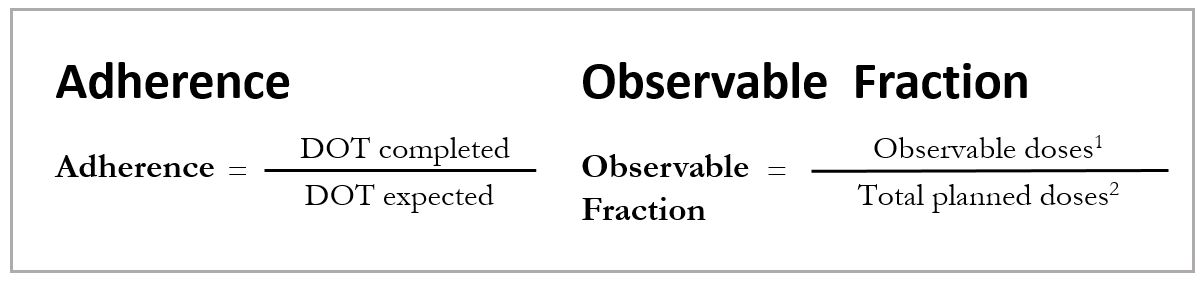 Adherence
Adherence = DOT completed
DOT expected
Observable Fraction
Observable = Observable doses¹
Fraction Total planned doses²